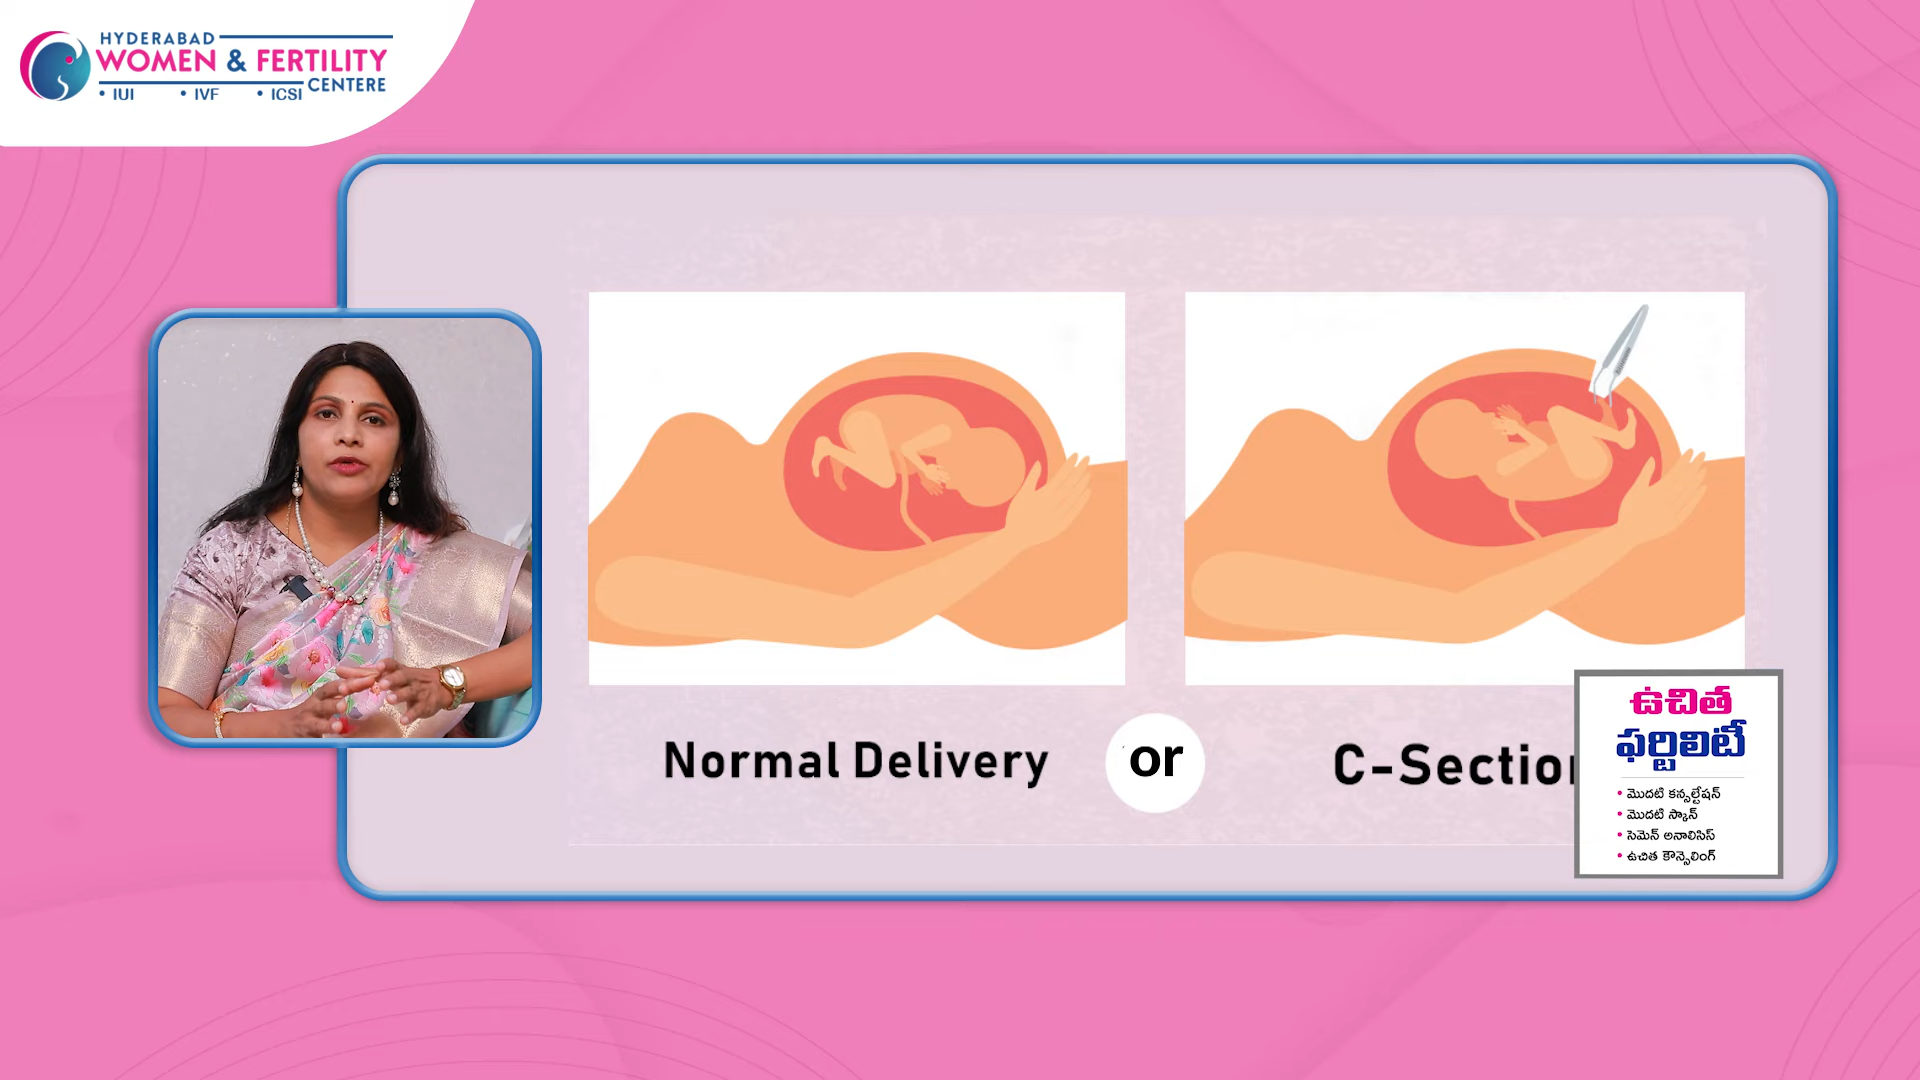 HYDERABAD
WOMEN & FERTILITY
CENTERE
• IUI • IVF • ICSI
Normal Delivery or C-Section
ఉచిత
ఫర్టిలిటీ
• మొదటి కన్సల్టేషన్
• మొదటి స్కాన్
• సెమెన్ అనాలిసిస్
• ఉచిత కౌన్సెలింగ్